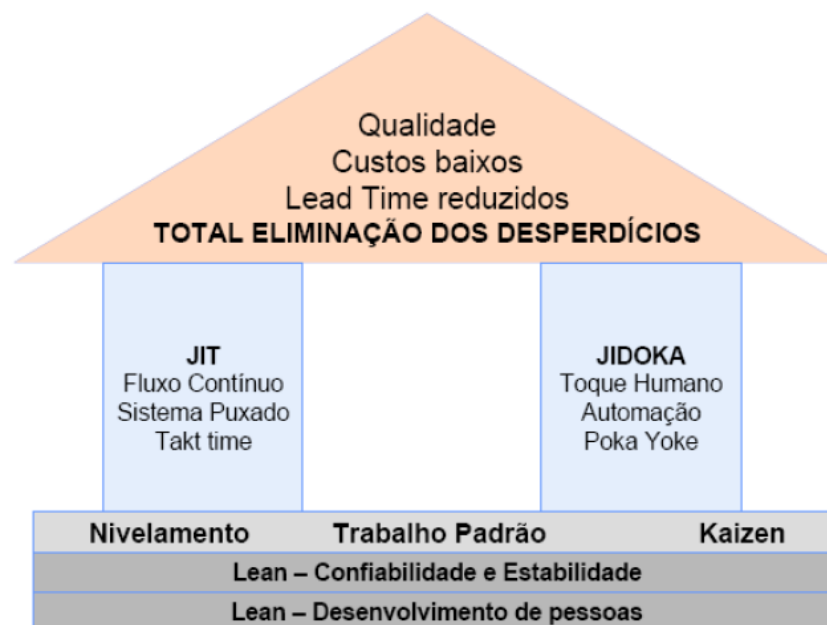 Qualidade
Custos baixos
Lead Time reduzidos
TOTAL ELIMINAÇÃO DOS DESPERDÍCIOS
JIT
Fluxo Contínuo
Sistema Puxado
Takt time
JIDOKA
Toque Humano
Automação
Poka Yoke
Nivelamento Trabalho Padrão Kaizen
Lean – Confiabilidade e Estabilidade
Lean – Desenvolvimento de pessoas